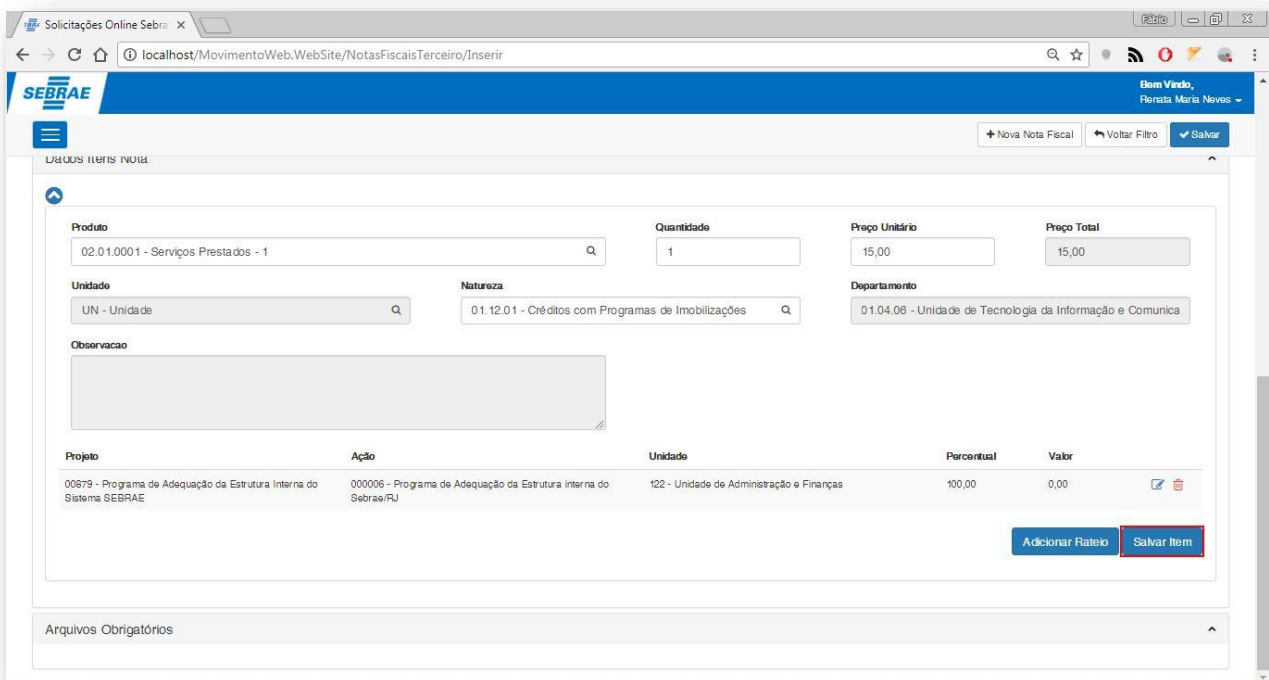 Solicitações Online Sebra
Fábio
localhost/MovimentoWeb.WebSite/NotasFiscaisTerceiro/Inserir
SEBRAE
Bem Vindo,
Renata Maria Neves
Nova Nota Fiscal Voltar Filtro Salvar
Dados Itens Nota
Produto Quantidade Preço Unitário Preço Total
02.01.0001 - Serviços Prestados - 1 1 15,00 15,00
Unidade Natureza Departamento
UN - Unidade 01.12.01 - Créditos com Programas de Imobilizações 01.04.06 - Unidade de Tecnologia da Informação e Comunica
Observacao
Projeto Ação Unidade Percentual Valor
00879 - Programa de Adequação da Estrutura Interna do 000006 - Programa de Adequação da Estrutura interna do 122 - Unidade de Administração e Finanças 100,00 0,00
Sistema SEBRAE Sebrae/RJ
Adicionar Rateio Salvar Item
Arquivos Obrigatórios